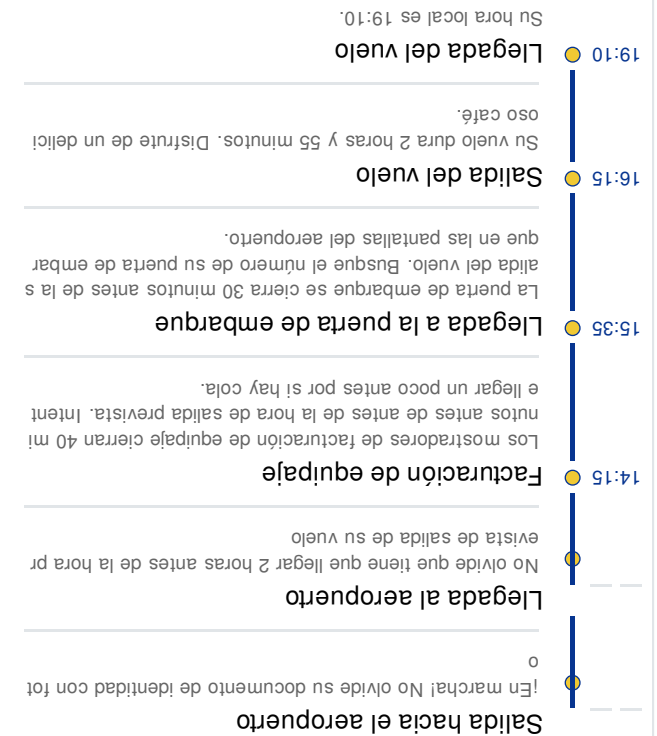 Salida hacia el aeropuerto
¡En marcha! No olvide su documento de identidad con fot
o
Llegada al aeropuerto
No olvide que tiene que llegar 2 horas antes de la hora pr
evista de salida de su vuelo
14:15
Facturación de equipaje
Los mostradores de facturación de equipaje cierran 40 mi
nutos antes de antes de la hora de salida prevista. Intent
e llegar un poco antes por si hay cola.
15:35
Llegada a la puerta de embarque
La puerta de embarque se cierra 30 minutos antes de la s
alida del vuelo. Busque el número de su puerta de embar
que en las pantallas del aeropuerto.
16:15
Salida del vuelo
Su vuelo dura 2 horas y 55 minutos. Disfrute de un delici
oso café.
19:10
Llegada del vuelo
Su hora local es 19:10.